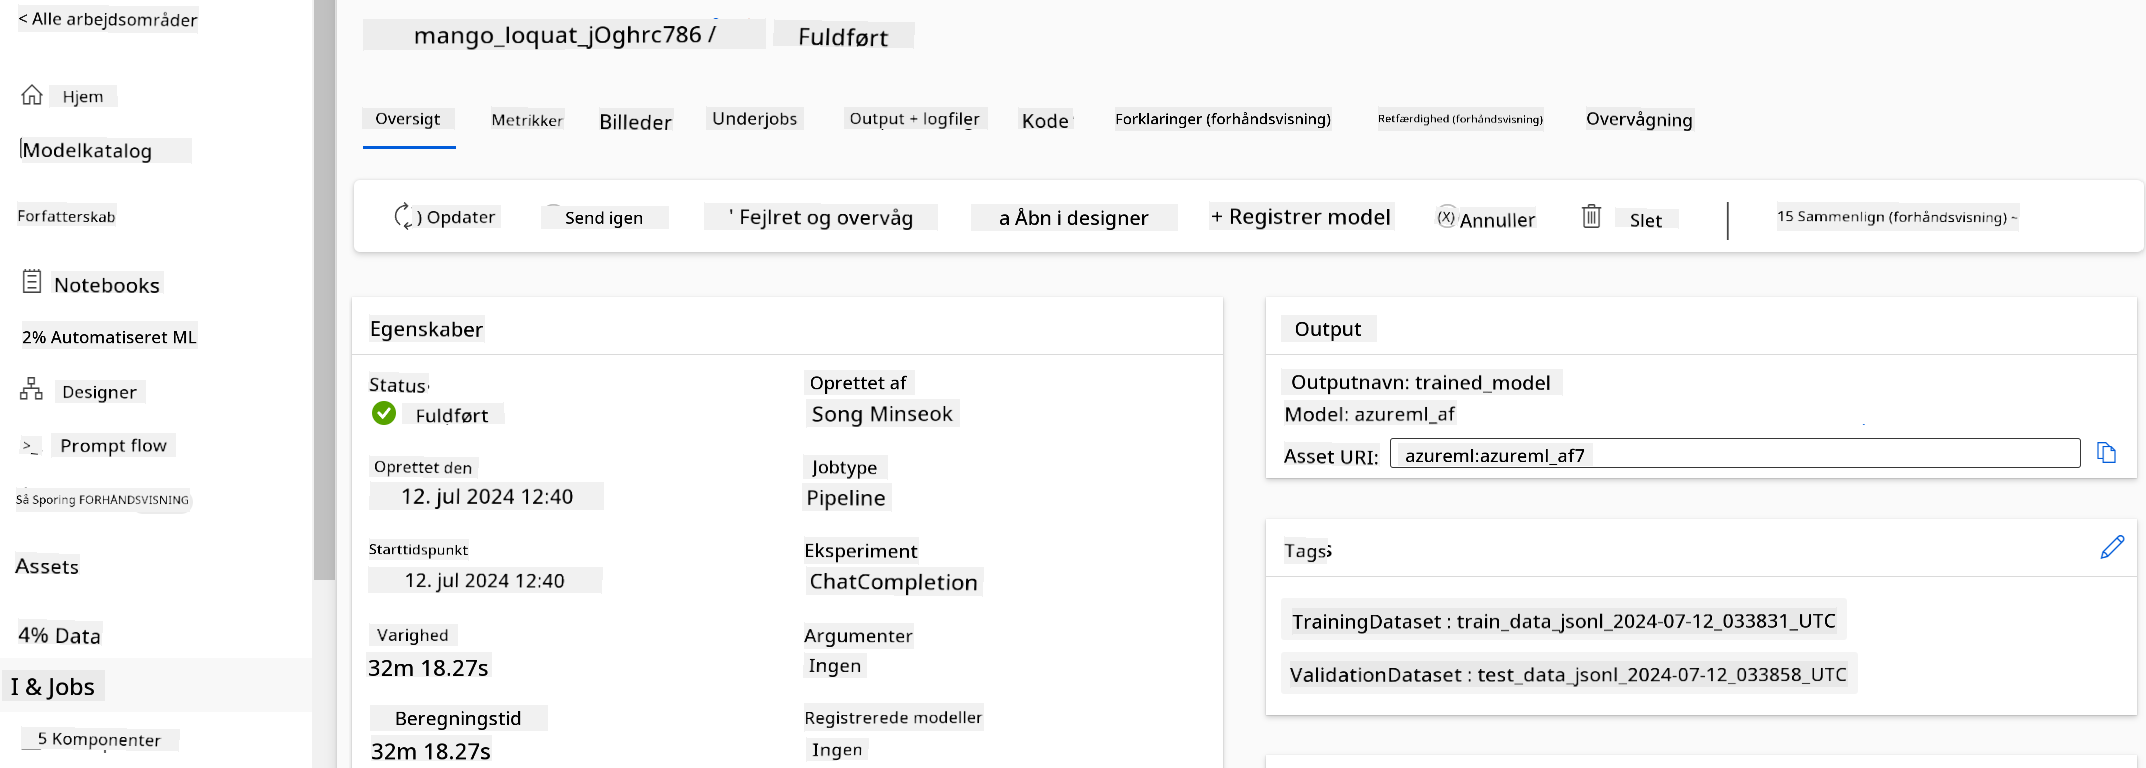 < Alle arbejdsområder
Hjem
Modelkatalog
Forfatterskab
Notebooks
2% Automatiseret ML
Designer
Prompt flow
Så Sporing FORHÅNDSVISNING
Assets
4% Data
I & Jobs
5 Komponenter
mango_loquat_jOghrc786 / Fuldført
Oversigt Metrikker Billeder Underjobs Output + logfiler Kode Forklaringer (forhåndsvisning) Retfærdighed (forhåndsvisning) Overvågning
) Opdater Send igen ' Fejlret og overvåg a Åbn i designer + Registrer model (X) Annuller Slet 15 Sammenlign (forhåndsvisning) ~
Egenskaber
Status
Fuldført
Oprettet den
12. jul 2024 12:40
Starttidspunkt
12. jul 2024 12:40
Varighed
32m 18.27s
Beregningstid
32m 18.27s
Oprettet af
Song Minseok
Jobtype
Pipeline
Eksperiment
ChatCompletion
Argumenter
Ingen
Registrerede modeller
Ingen
Output
Outputnavn: trained_model
Model: azureml_af
Asset URI: azureml:azureml_af7
Tags
TrainingDataset : train_data_jsonl_2024-07-12_033831_UTC
ValidationDataset : test_data_jsonl_2024-07-12_033858_UTC